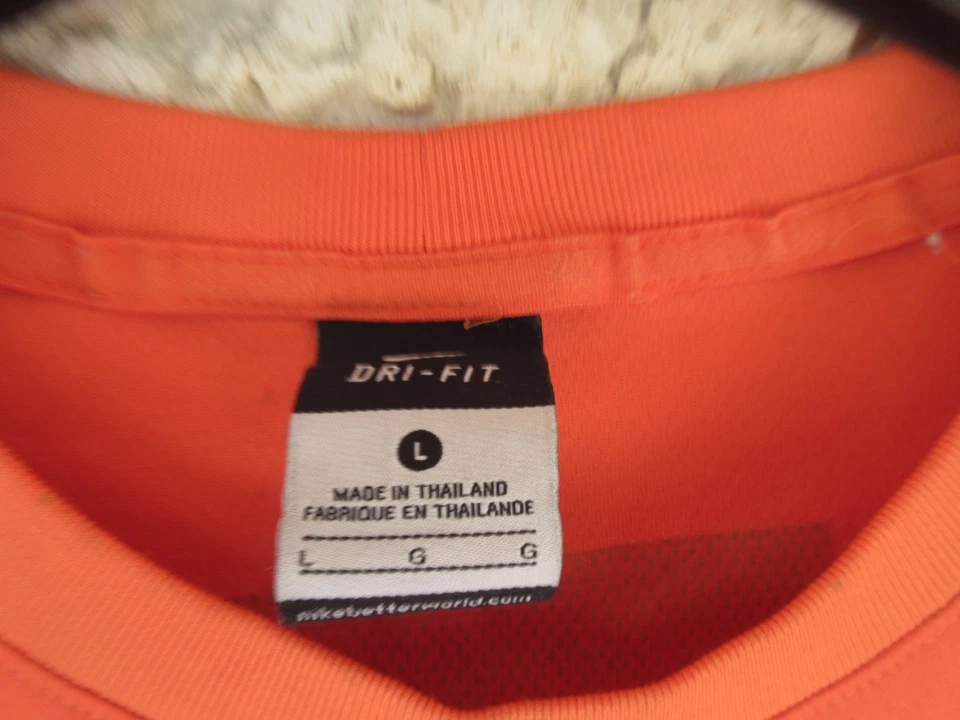 DRI-FIT
L
MADE IN THAILAND
FABRIQUE EN THAILANDE
L G G
nikebetterworld.com